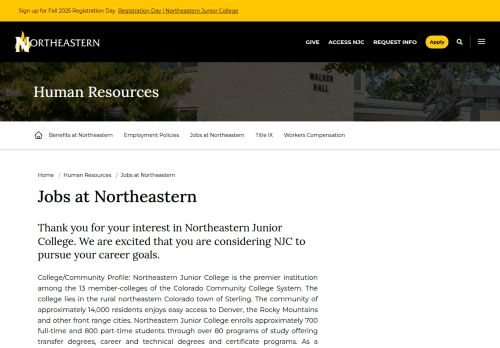 Sign up for Fall 2025 Registration Day Registration Day | Northeastern Junior College
NORTHEASTERN
GIVE ACCESS NJC REQUEST INFO Apply
WALKER
HALL
Human Resources
Benefits at Northeastern Employment Policies Jobs at Northeastern Title IX Workers Compensation
Home / Human Resources / Jobs at Northeastern
Jobs at Northeastern
Thank you for your interest in Northeastern Junior
College. We are excited that you are considering NJC to
pursue your career goals.
College/Community Profile: Northeastern Junior College is the premier institution
among the 13 member-colleges of the Colorado Community College System. The
college lies in the rural northeastern Colorado town of Sterling. The community of
approximately 14,000 residents enjoys easy access to Denver, the Rocky Mountains
and other front range cities. Northeastern Junior College enrolls approximately 700
full-time and 800 part-time students through over 80 programs of study offering
transfer degrees, career and technical degrees and certificate programs. As a